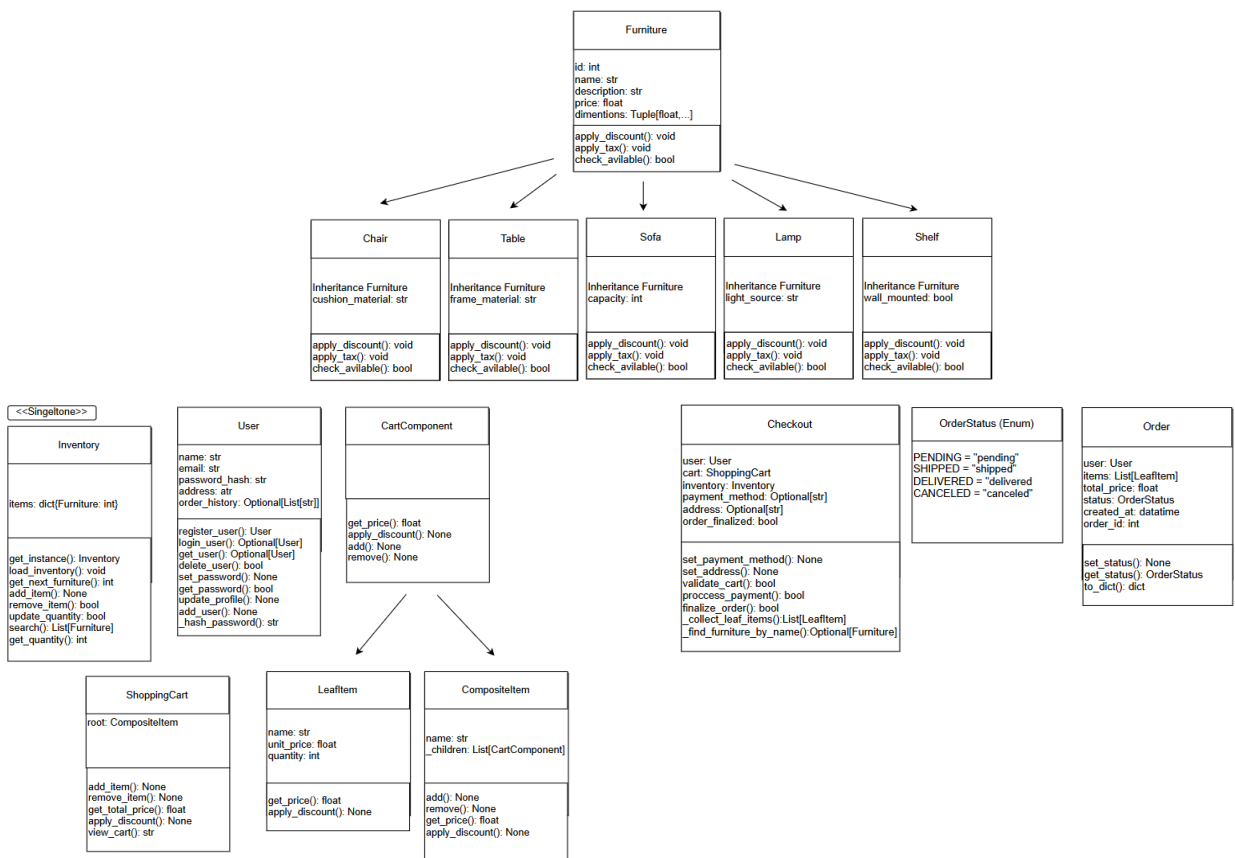 Furniture
id: int
name: str
description: str
price: float
dimentions: Tuple[float,...]
apply_discount(): void
apply_tax(): void
check_avilable(): bool
Chair
Inheritance Furniture
cushion_material: str
apply_discount(): void
apply_tax(): void
check_avilable(): bool
Table
Inheritance Furniture
frame_material: str
apply_discount(): void
apply_tax(): void
check_avilable(): bool
Sofa
Inheritance Furniture
capacity: int
apply_discount(): void
apply_tax(): void
check_avilable(): bool
Lamp
Inheritance Furniture
light_source: str
apply_discount(): void
apply_tax(): void
check_avilable(): bool
Shelf
Inheritance Furniture
wall_mounted: bool
apply_discount(): void
apply_tax(): void
check_avilable(): bool
<<Singeltone>>
Inventory
items: dict{Furniture: int}
get_instance(): Inventory
load_inventory(): void
get_next_furniture(): int
add_item(): None
remove_item(): bool
update_quantity: bool
search(): List[Furniture]
get_quantity(): int
User
name: str
email: str
password_hash: str
address: atr
order_history: Optional[List[str]]
register_user(): User
login_user(): Optional[User]
get_user(): Optional[User]
delete_user(): bool
set_password(): None
get_password(): bool
update_profile(): None
add_user(): None
_hash_password(): str
CartComponent
get_price(): float
apply_discount(): None
add(): None
remove(): None
Checkout
user: User
cart: ShoppingCart
inventory: Inventory
payment_method: Optional[str]
address: Optional[str]
order_finalized: bool
set_payment_method(): None
set_address(): None
validate_cart(): bool
proccess_payment(): bool
finalize_order(): bool
_collect_leaf_items():List[LeafItem]
_find_furniture_by_name():Optional[Furniture]
OrderStatus (Enum)
PENDING = "pending"
SHIPPED = "shipped"
DELIVERED = "delivered
CANCELED = "canceled"
Order
user: User
items: List[LeafItem]
total_price: float
status: OrderStatus
created_at: datatime
order_id: int
set_status(): None
get_status(): OrderStatus
to_dict(): dict
ShoppingCart
root: CompositeItem
add_item(): None
remove_item(): None
get_total_price(): float
apply_discount(): None
view_cart(): str
LeafItem
name: str
unit_price: float
quantity: int
get_price(): float
apply_discount(): None
CompositeItem
name: str
_children: List[CartComponent]
add(): None
remove(): None
get_price(): float
apply_discount(): None